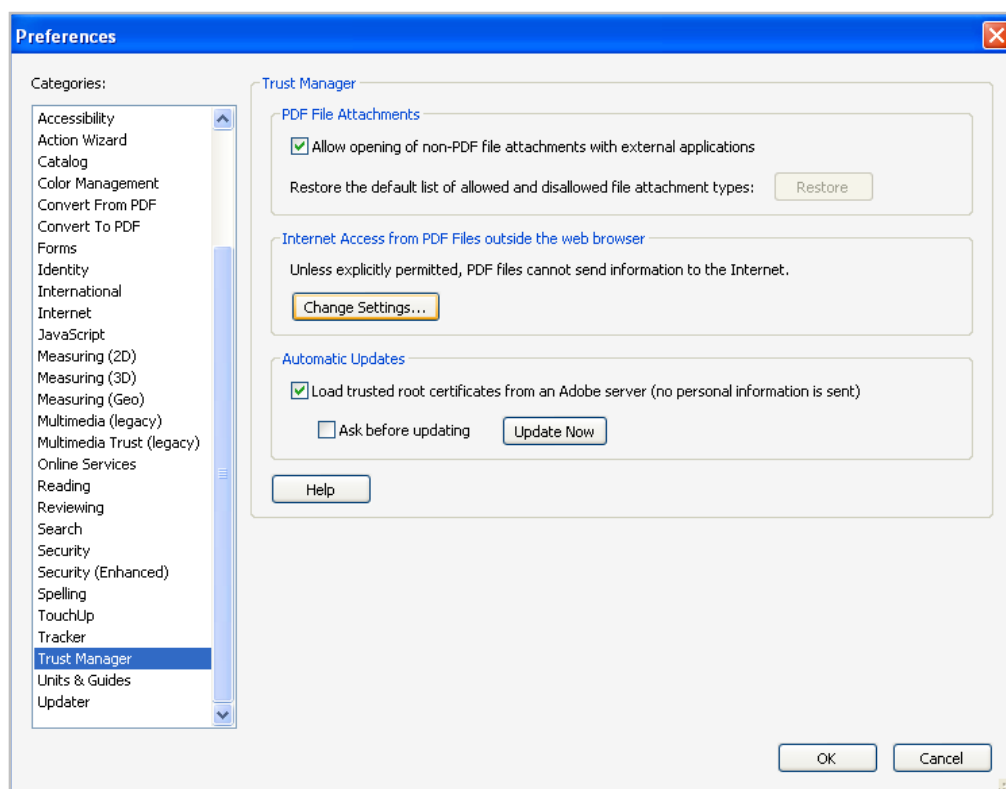 Preferences
Categories:
Accessibility
Action Wizard
Catalog
Color Management
Convert From PDF
Convert To PDF
Forms
Identity
International
Internet
JavaScript
Measuring (2D)
Measuring (3D)
Measuring (Geo)
Multimedia (legacy)
Multimedia Trust (legacy)
Online Services
Reading
Reviewing
Search
Security
Security (Enhanced)
Spelling
TouchUp
Tracker
Trust Manager
Units & Guides
Updater
Trust Manager
PDF File Attachments
Allow opening of non-PDF file attachments with external applications
Restore the default list of allowed and disallowed file attachment types: Restore
Internet Access from PDF Files outside the web browser
Unless explicitly permitted, PDF files cannot send information to the Internet.
Change Settings...
Automatic Updates
Load trusted root certificates from an Adobe server (no personal information is sent)
Ask before updating Update Now
Help
OK Cancel